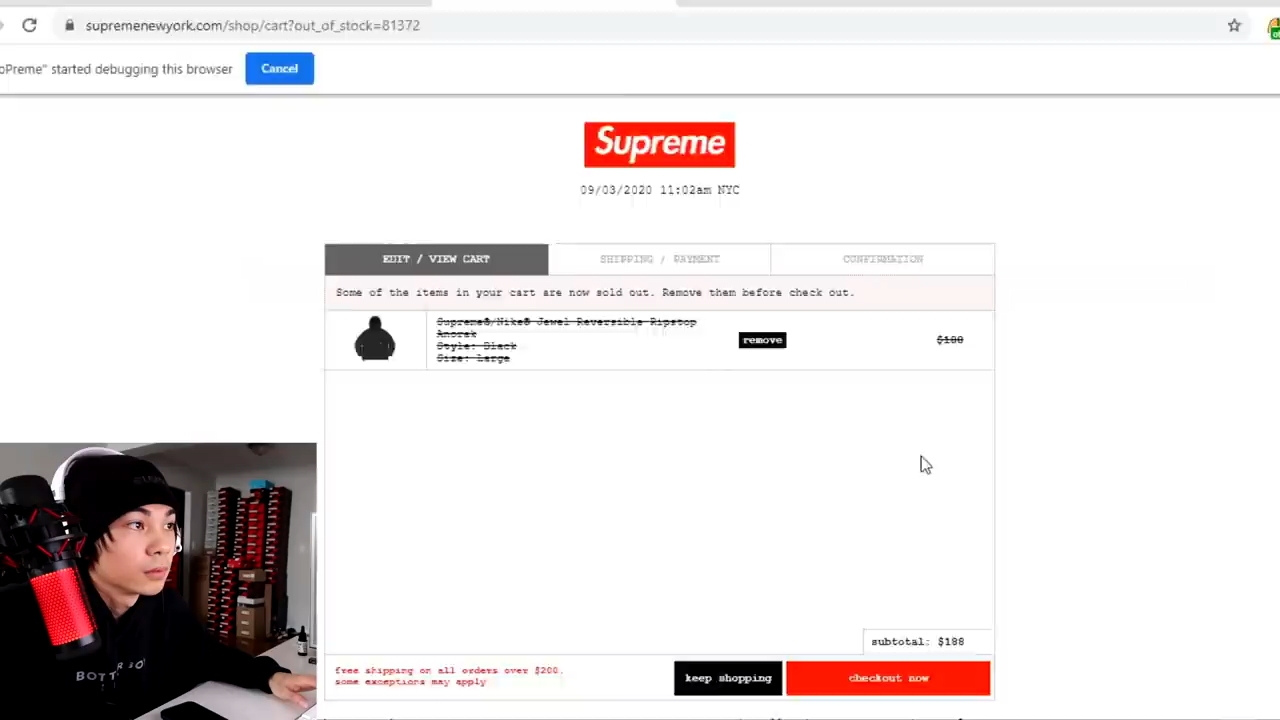 supremenewyork.com/shop/cart?out_of_stock=81372
oPreme" started debugging this browser
Cancel
Supreme
09/03/2020 11:02am NYC
EDIT / VIEW CART
SHIPPING / PAYMENT
CONFIRMATION
Some of the items in your cart are now sold out. Remove them before check out.
Supreme®/Nike® Jewel Reversible Ripstop
Anorak
Style: Black
Size: Large
remove
$188
subtotal: $188
free shipping on all orders over $200.
some exceptions may apply
keep shopping
checkout now